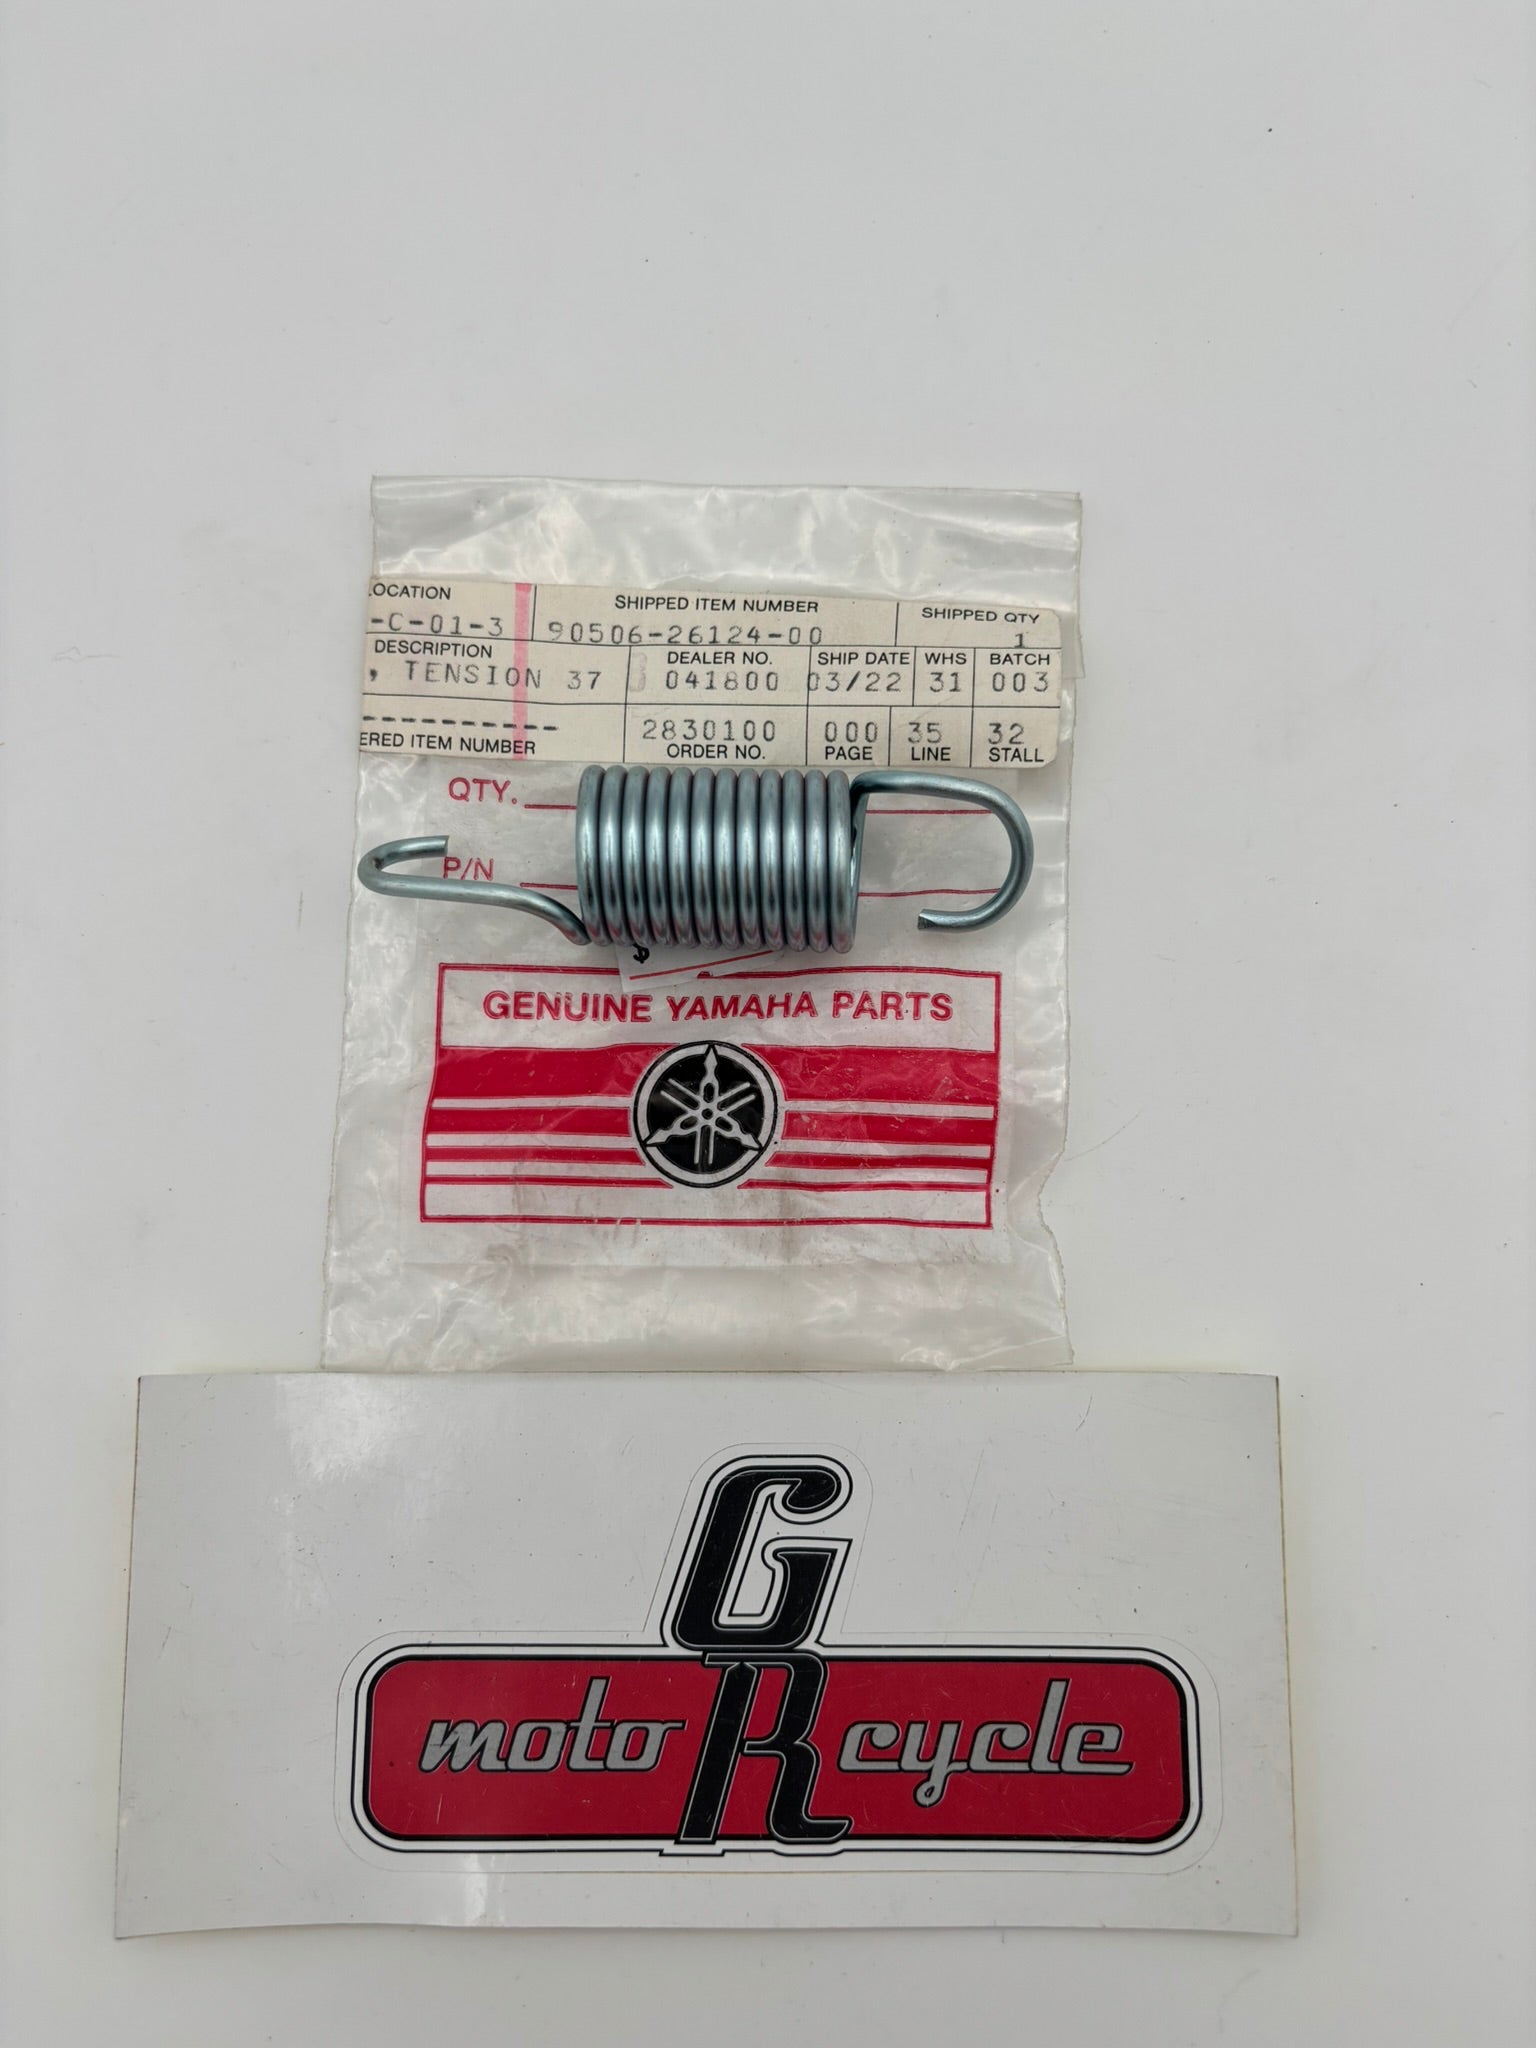 OCATION
SHIPPED ITEM NUMBER
SHIPPED QTY
-C-01-3
90506-26124-00
1
DESCRIPTION
DEALER NO.
SHIP DATE
WHS
BATCH
, TENSION 37
041800
03/22
31
003
----------
2830100
000
35
32
ERED ITEM NUMBER
ORDER NO.
PAGE
LINE
STALL
QTY.
P/N
GENUINE YAMAHA PARTS
G
moto R cycle